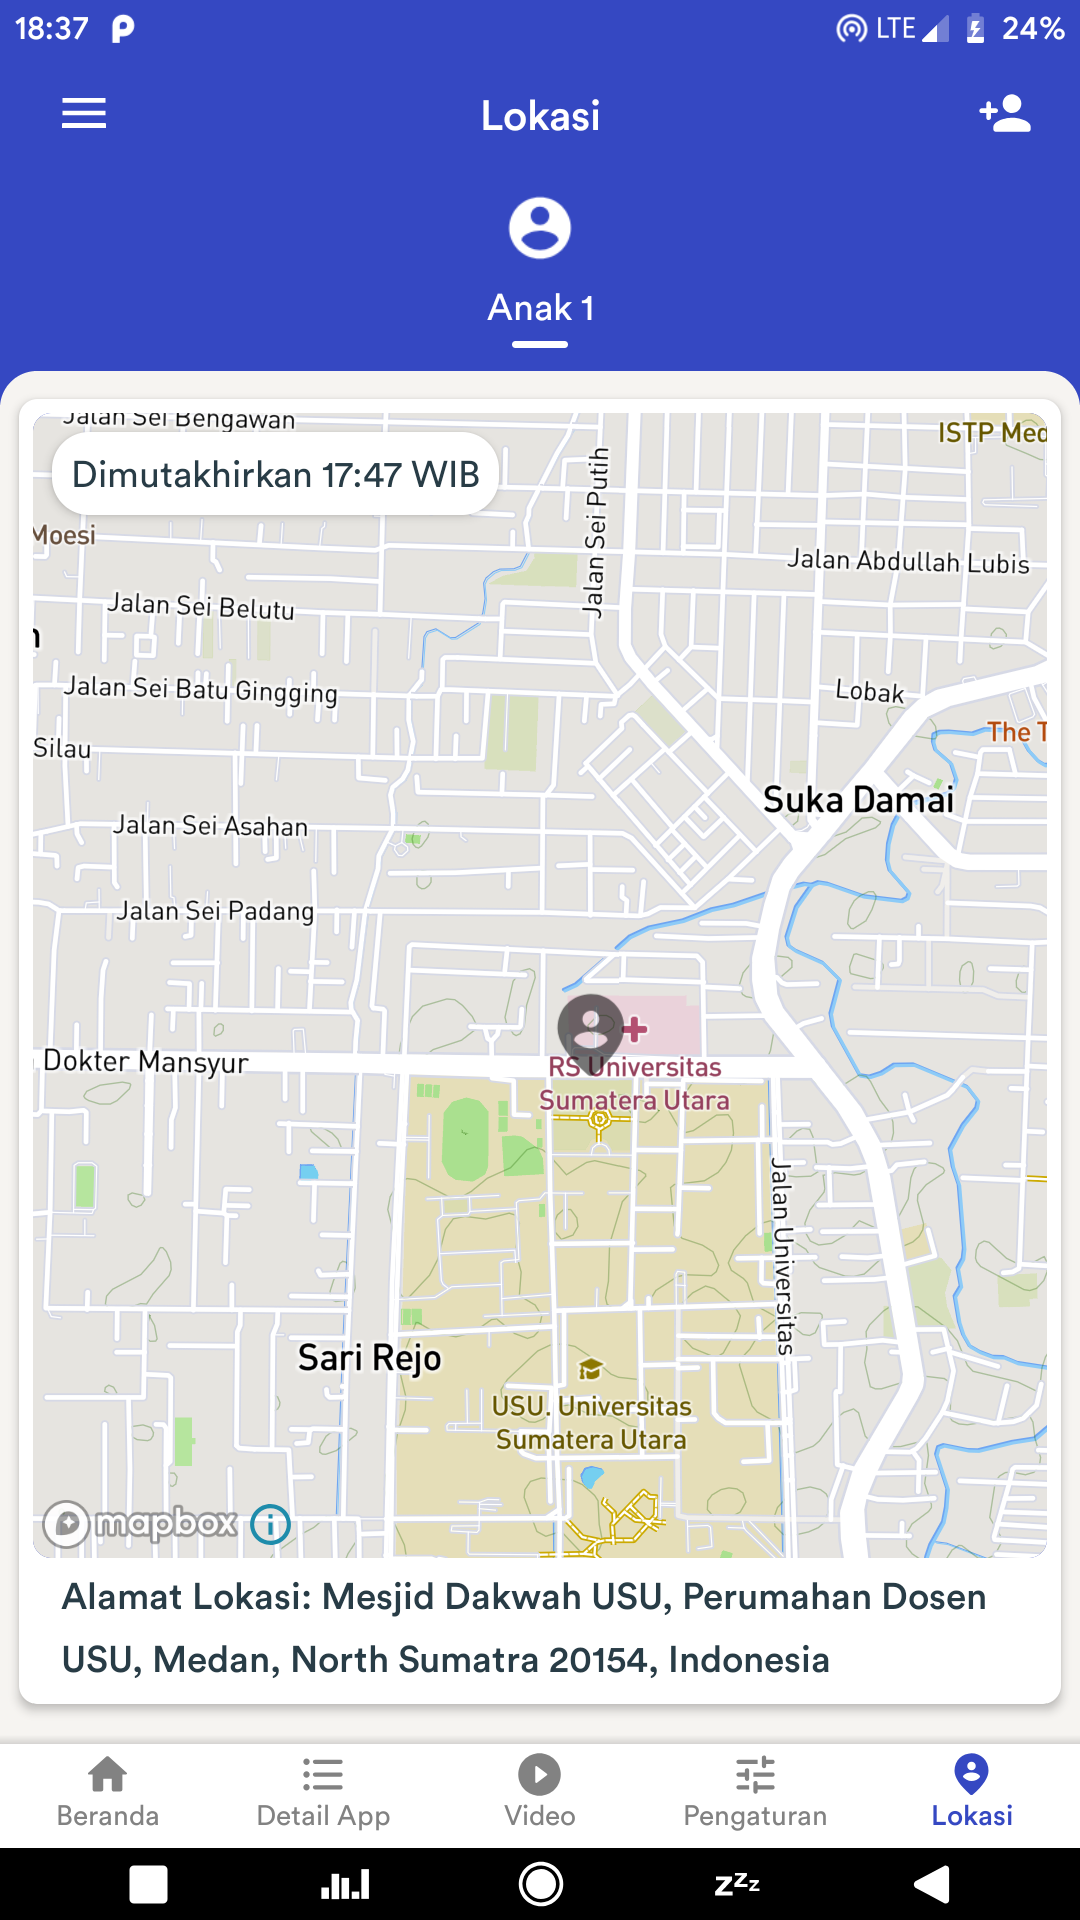 18:37
LTE 24%
Lokasi
Anak 1
Jalan Sei Bengawan
ISTP Med
Dimutakhirkan 17:47 WIB
Jalan Sei Putih
Moesi
Jalan Abdullah Lubis
Jalan Sei Belutu
n
Jalan Sei Batu Gingging
Lobak
Silau
The T
Suka Damai
Jalan Sei Asahan
Jalan Sei Padang
Dokter Mansyur
RS Universitas
Sumatera Utara
Jalan Universitas
Sari Rejo
USU. Universitas
Sumatera Utara
mapbox
Alamat Lokasi: Mesjid Dakwah USU, Perumahan Dosen
USU, Medan, North Sumatra 20154, Indonesia
Beranda
Detail App
Video
Pengaturan
Lokasi
zzz